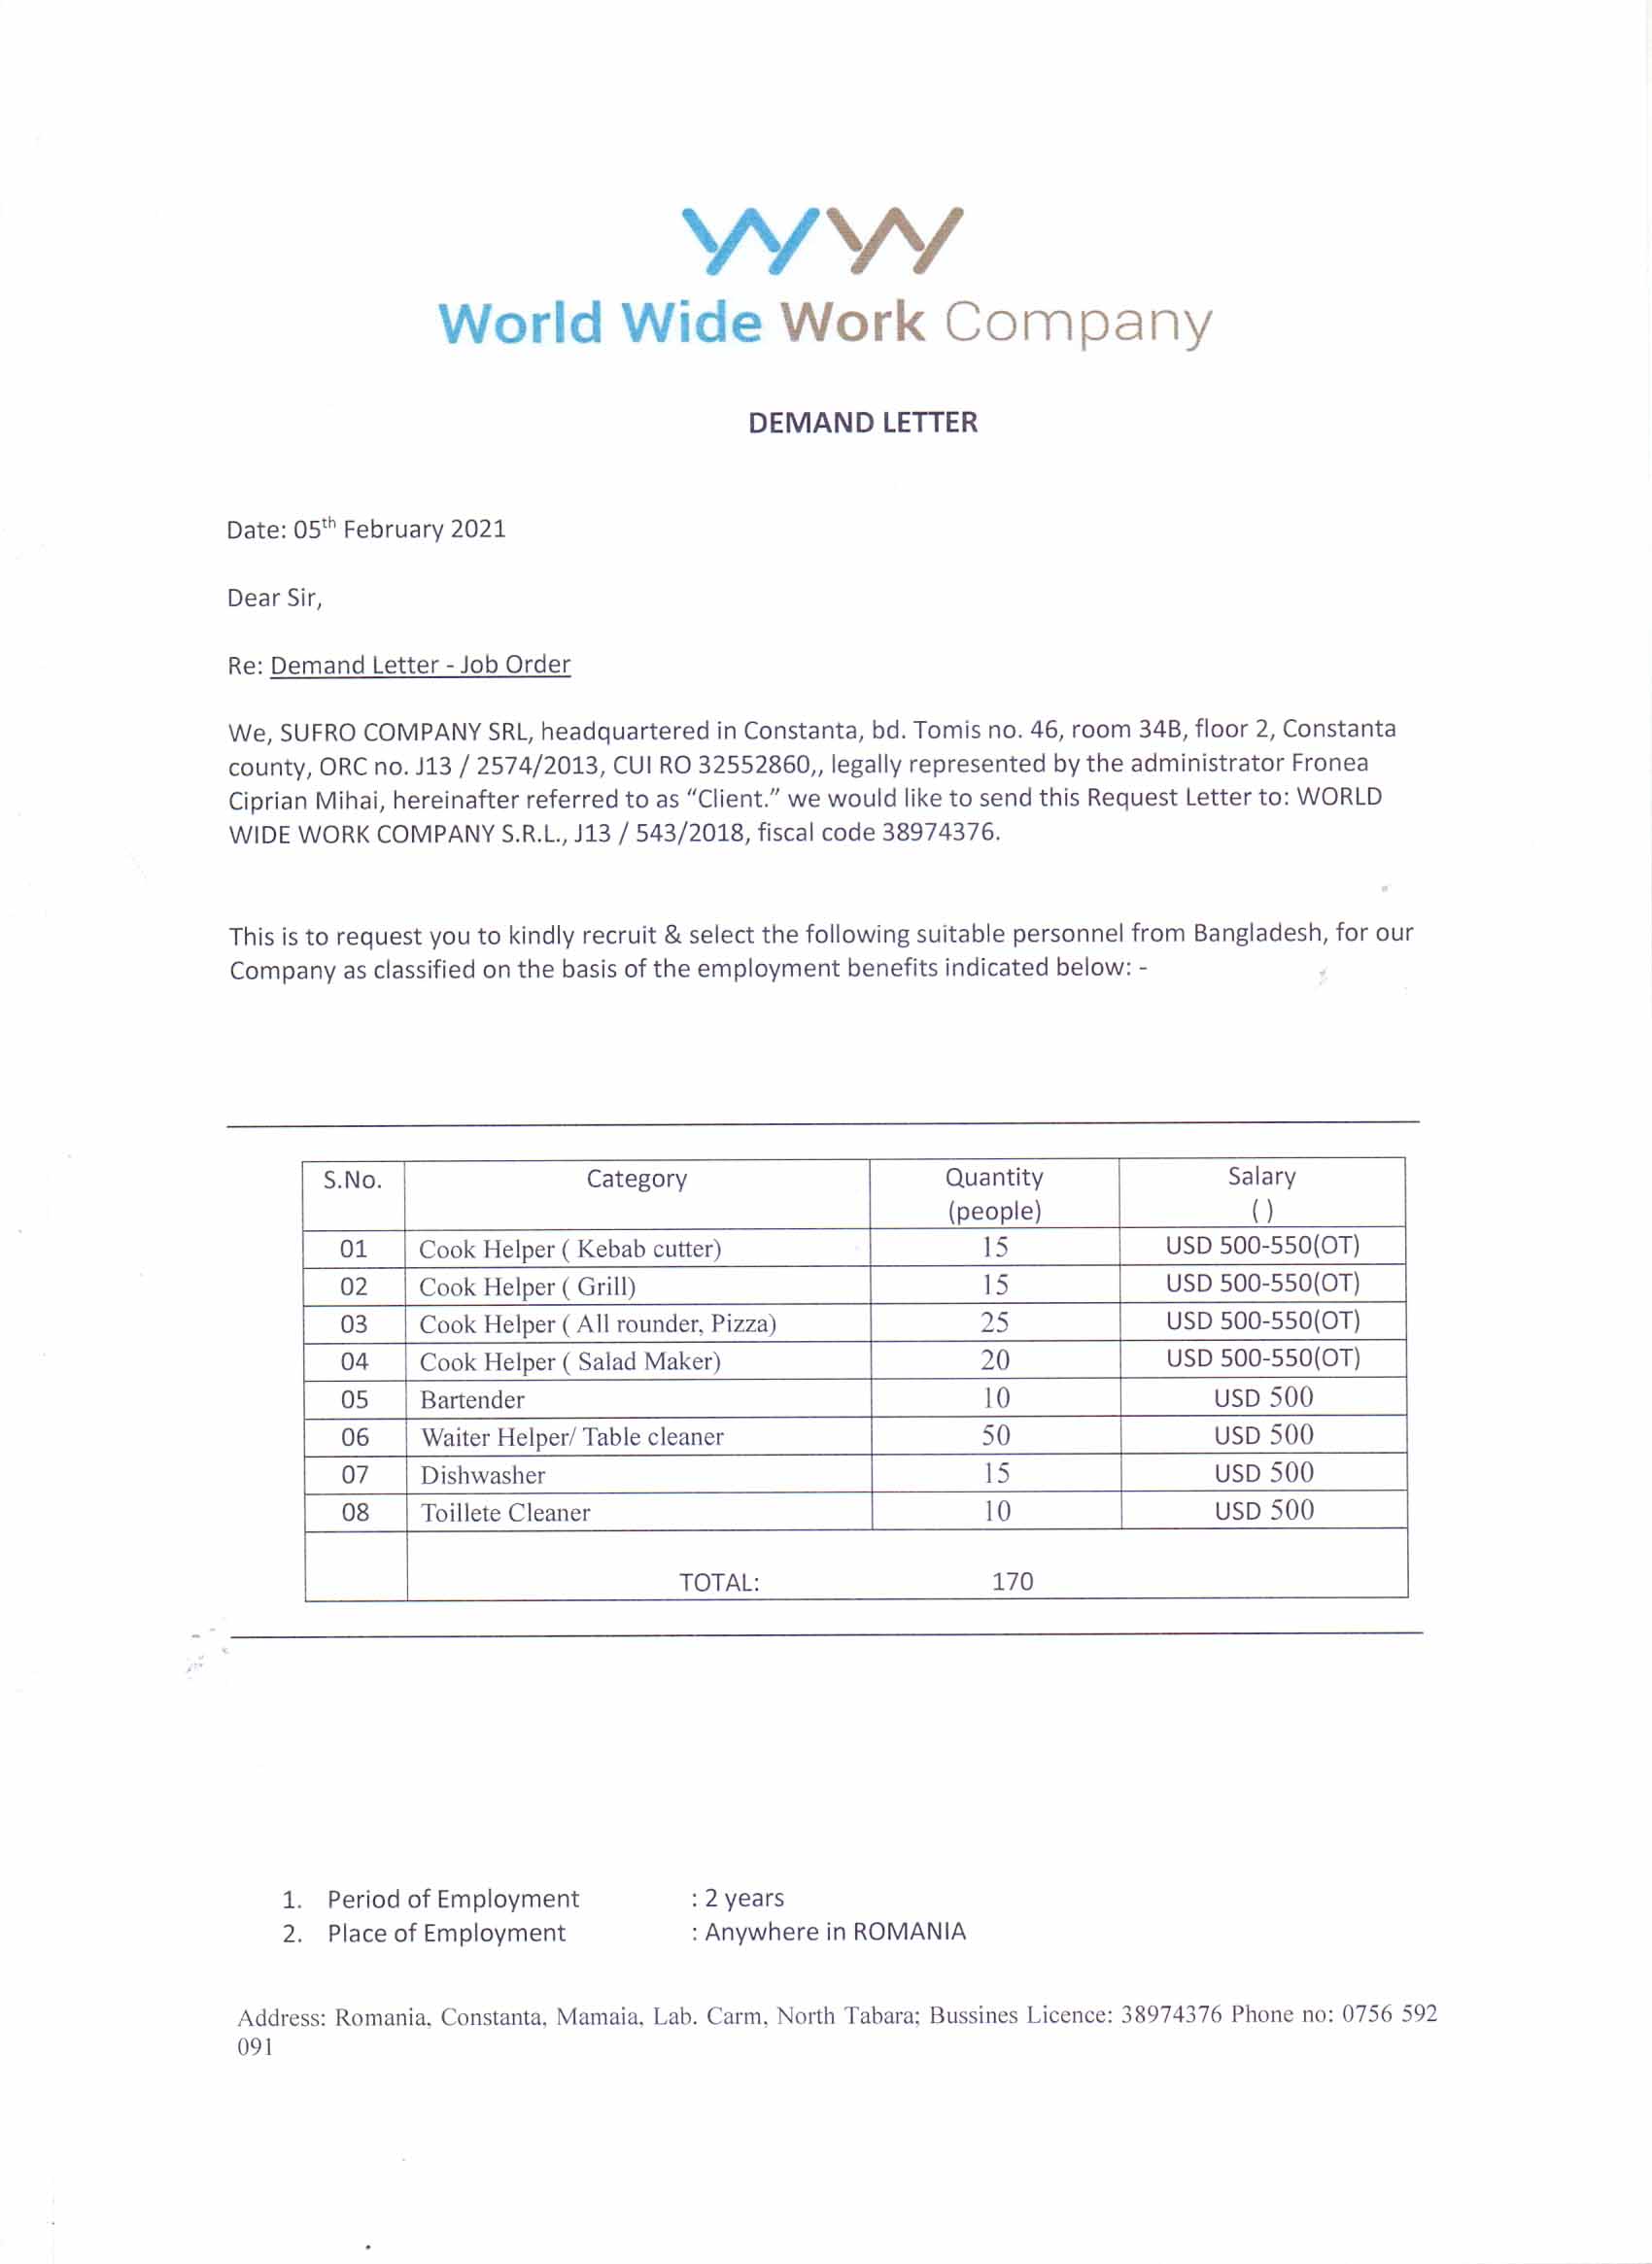 World Wide Work Company
DEMAND LETTER
Date: 05th February 2021
Dear Sir,
Re: Demand Letter - Job Order
We, SUFRO COMPANY SRL, headquartered in Constanta, bd. Tomis no. 46, room 34B, floor 2, Constanta
county, ORC no. J13 / 2574/2013, CUI RO 32552860,, legally represented by the administrator Fronea
Ciprian Mihai, hereinafter referred to as “Client.” we would like to send this Request Letter to: WORLD
WIDE WORK COMPANY S.R.L., J13 / 543/2018, fiscal code 38974376.
This is to request you to kindly recruit & select the following suitable personnel from Bangladesh, for our
Company as classified on the basis of the employment benefits indicated below: -
S.No. Category Quantity Salary
(people) ()
01 Cook Helper ( Kebab cutter) 15 USD 500-550(OT)
02 Cook Helper ( Grill) 15 USD 500-550(OT)
03 Cook Helper ( All rounder, Pizza) 25 USD 500-550(OT)
04 Cook Helper ( Salad Maker) 20 USD 500-550(OT)
05 Bartender 10 USD 500
06 Waiter Helper/ Table cleaner 50 USD 500
07 Dishwasher 15 USD 500
08 Toillete Cleaner 10 USD 500
TOTAL: 170
1. Period of Employment : 2 years
2. Place of Employment : Anywhere in ROMANIA
Address: Romania, Constanta, Mamaia, Lab. Carm, North Tabara; Bussines Licence: 38974376 Phone no: 0756 592
091